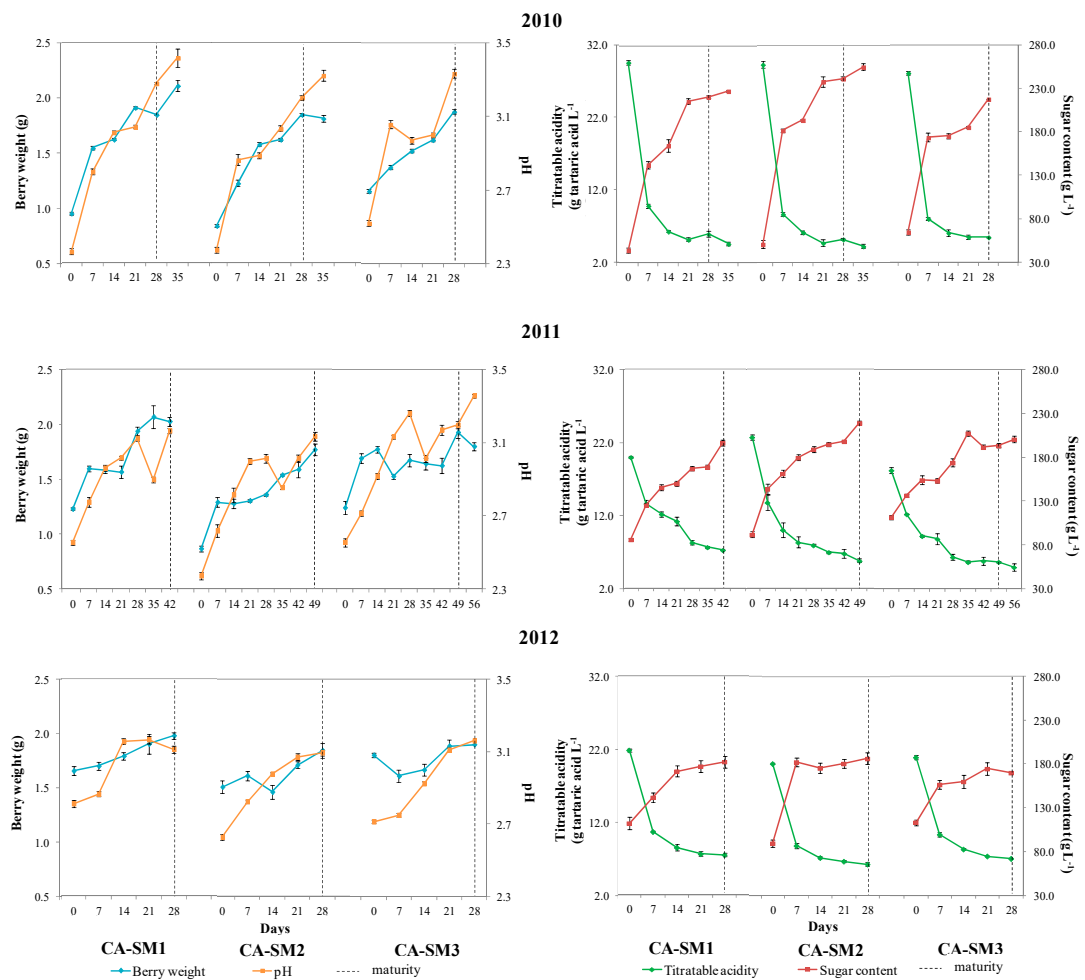 2010
2.5
2.0
1.5
1.0
0.5
Berry weight (g)
3.5
3.1
2.7
2.3
pH
0 7 14 21 28 35 0 7 14 21 28 35 0 7 14 21 28
32.0
22.0
12.0
2.0
Titratable acidity
(g tartaric acid L-1
280.0
230.0
180.0
130.0
80.0
30.0
Sugar content (g L-1)
0 7 14 21 28 35 0 7 14 21 28 35 0 7 14 21 28
2011
2.5
2.0
1.5
1.0
0.5
Berry weight (g)
3.5
3.1
2.7
2.3
pH
0 7 14 21 28 35 42 0 7 14 21 28 35 42 49 0 7 14 21 28 35 42 49 56
32.0
22.0
12.0
2.0
Titratable acidity
(g tartaric acid L-1
280.0
230.0
180.0
130.0
80.0
30.0
Sugar content (g L-1)
0 7 14 21 28 35 42 0 7 14 21 28 35 42 49 0 7 14 21 28 35 42 49 56
2012
2.5
2.0
1.5
1.0
0.5
Berry weight (g)
3.5
3.1
2.7
2.3
pH
0 7 14 21 28 0 7 14 21 28 0 7 14 21 28
Days
CA-SM1 CA-SM2 CA-SM3
Berry weight pH maturity
32.0
22.0
12.0
2.0
Titratable acidity
(g tartaric acid L-1
280.0
230.0
180.0
130.0
80.0
30.0
Sugar content (g L-1)
0 7 14 21 28 0 7 14 21 28 0 7 14 21 28
Days
CA-SM1 CA-SM2 CA-SM3
Titratable acidity Sugar content maturity